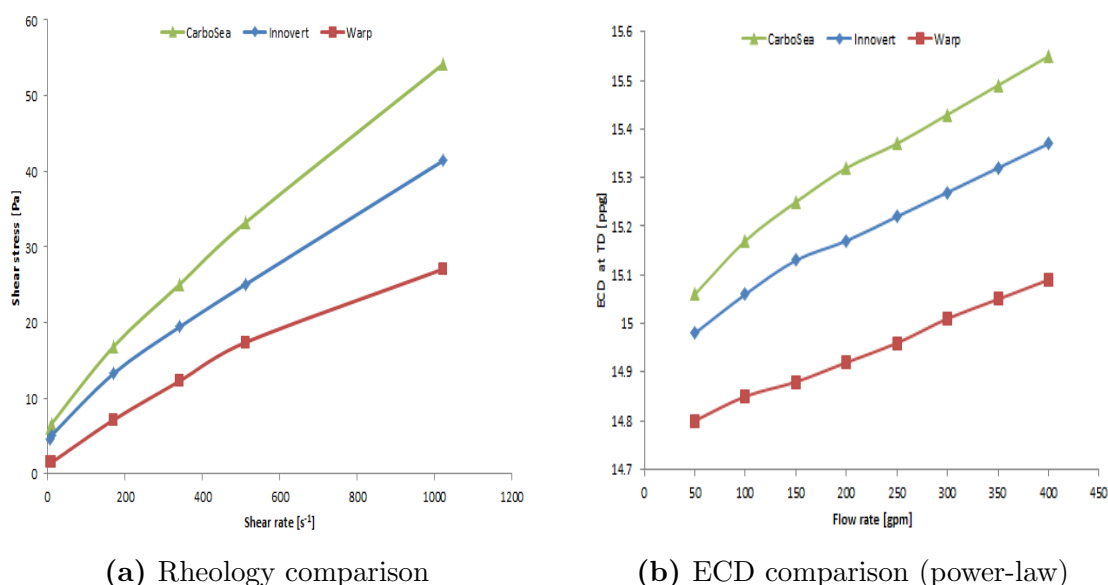 CarboSea Innovert Warp
60
50
40
30
20
10
0
Shear stress [Pa]
0 200 400 600 800 1000 1200
Shear rate [s⁻¹]
(a) Rheology comparison
CarboSea Innovert Warp
15.6
15.5
15.4
15.3
15.2
15.1
15
14.9
14.8
14.7
ECD at TD [ppg]
0 50 100 150 200 250 300 350 400 450
Flow rate [gpm]
(b) ECD comparison (power-law)